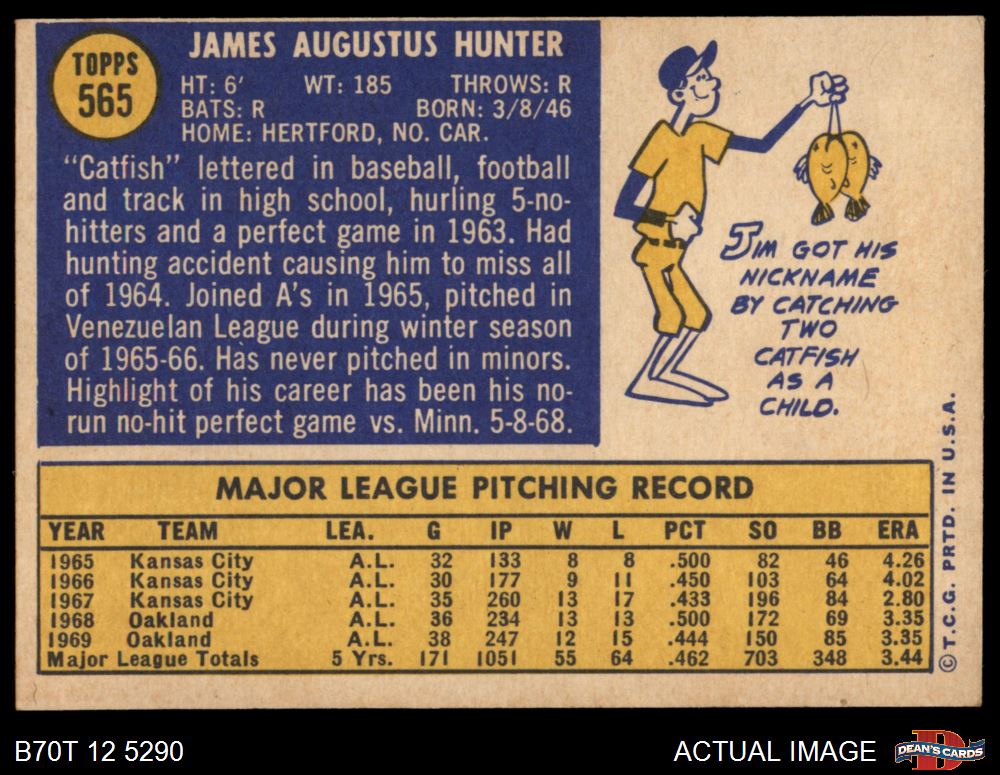 TOPPS
565
JAMES AUGUSTUS HUNTER
HT: 6' WT: 185 THROWS: R
BATS: R BORN: 3/8/46
HOME: HERTFORD, NO. CAR.
"Catfish" lettered in baseball, football
and track in high school, hurling 5-no-
hitters and a perfect game in 1963. Had
hunting accident causing him to miss all
of 1964. Joined A's in 1965, pitched in
Venezuelan League during winter season
of 1965-66. Has never pitched in minors.
Highlight of his career has been his no-
run no-hit perfect game vs. Minn. 5-8-68.
JIM GOT HIS
NICKNAME
BY CATCHING
TWO
CATFISH
AS A
CHILD.
MAJOR LEAGUE PITCHING RECORD
YEAR TEAM LEA. G IP W L PCT SO BB ERA
1965 Kansas City A.L. 32 133 8 8 .500 82 46 4.26
1966 Kansas City A.L. 30 177 9 11 .450 103 64 4.02
1967 Kansas City A.L. 35 260 13 17 .433 196 84 2.80
1968 Oakland A.L. 36 234 13 13 .500 172 69 3.35
1969 Oakland A.L. 38 247 12 15 .444 150 85 3.35
Major League Totals 5 Yrs. 171 1051 55 64 .462 703 348 3.44
© T.C.G. PRTD. IN U.S.A.
B70T 12 5290
ACTUAL IMAGE
D
DEAN'S CARDS